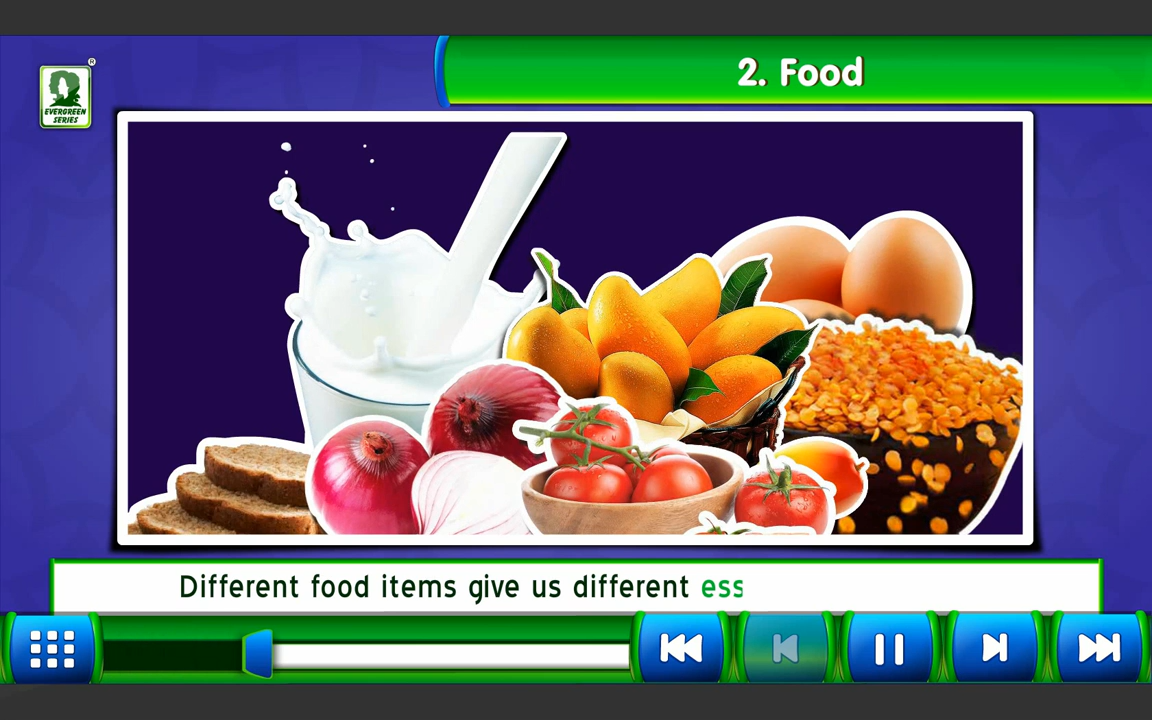 2. Food
®
EVERGREEN
SERIES
Different food items give us different ess